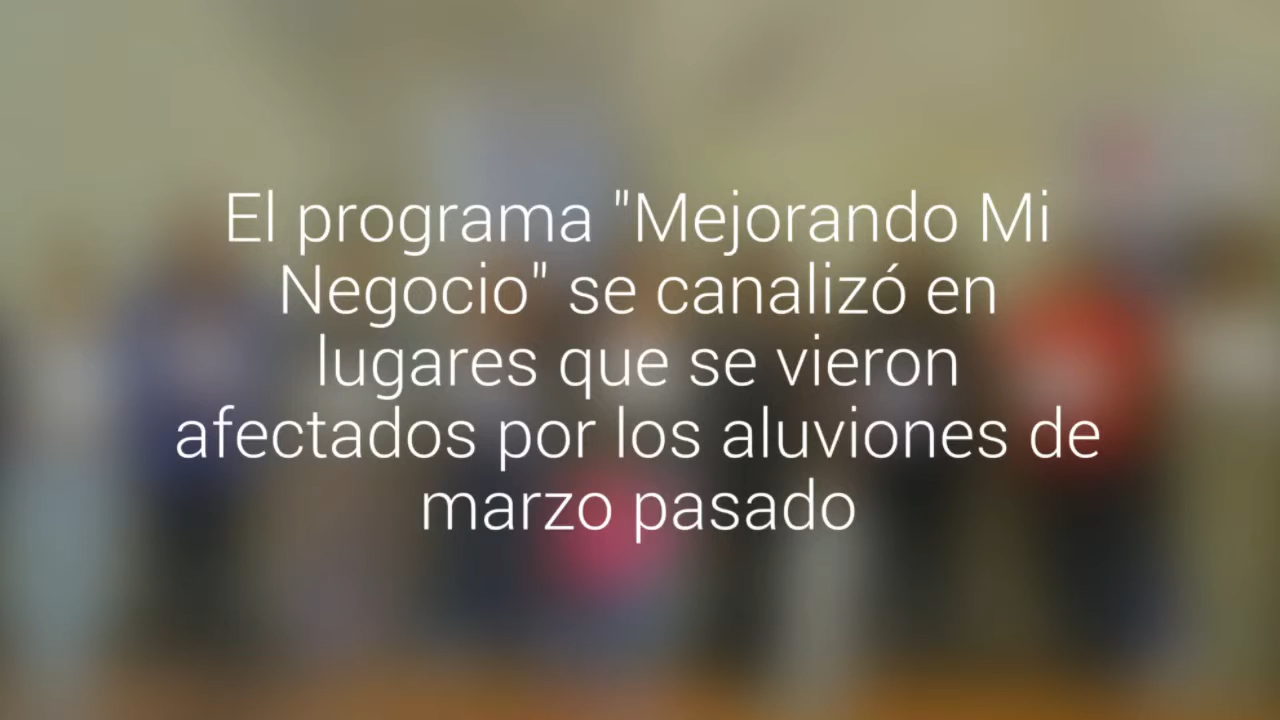 El programa "Mejorando Mi
Negocio" se canalizó en
lugares que se vieron
afectados por los aluviones de
marzo pasado